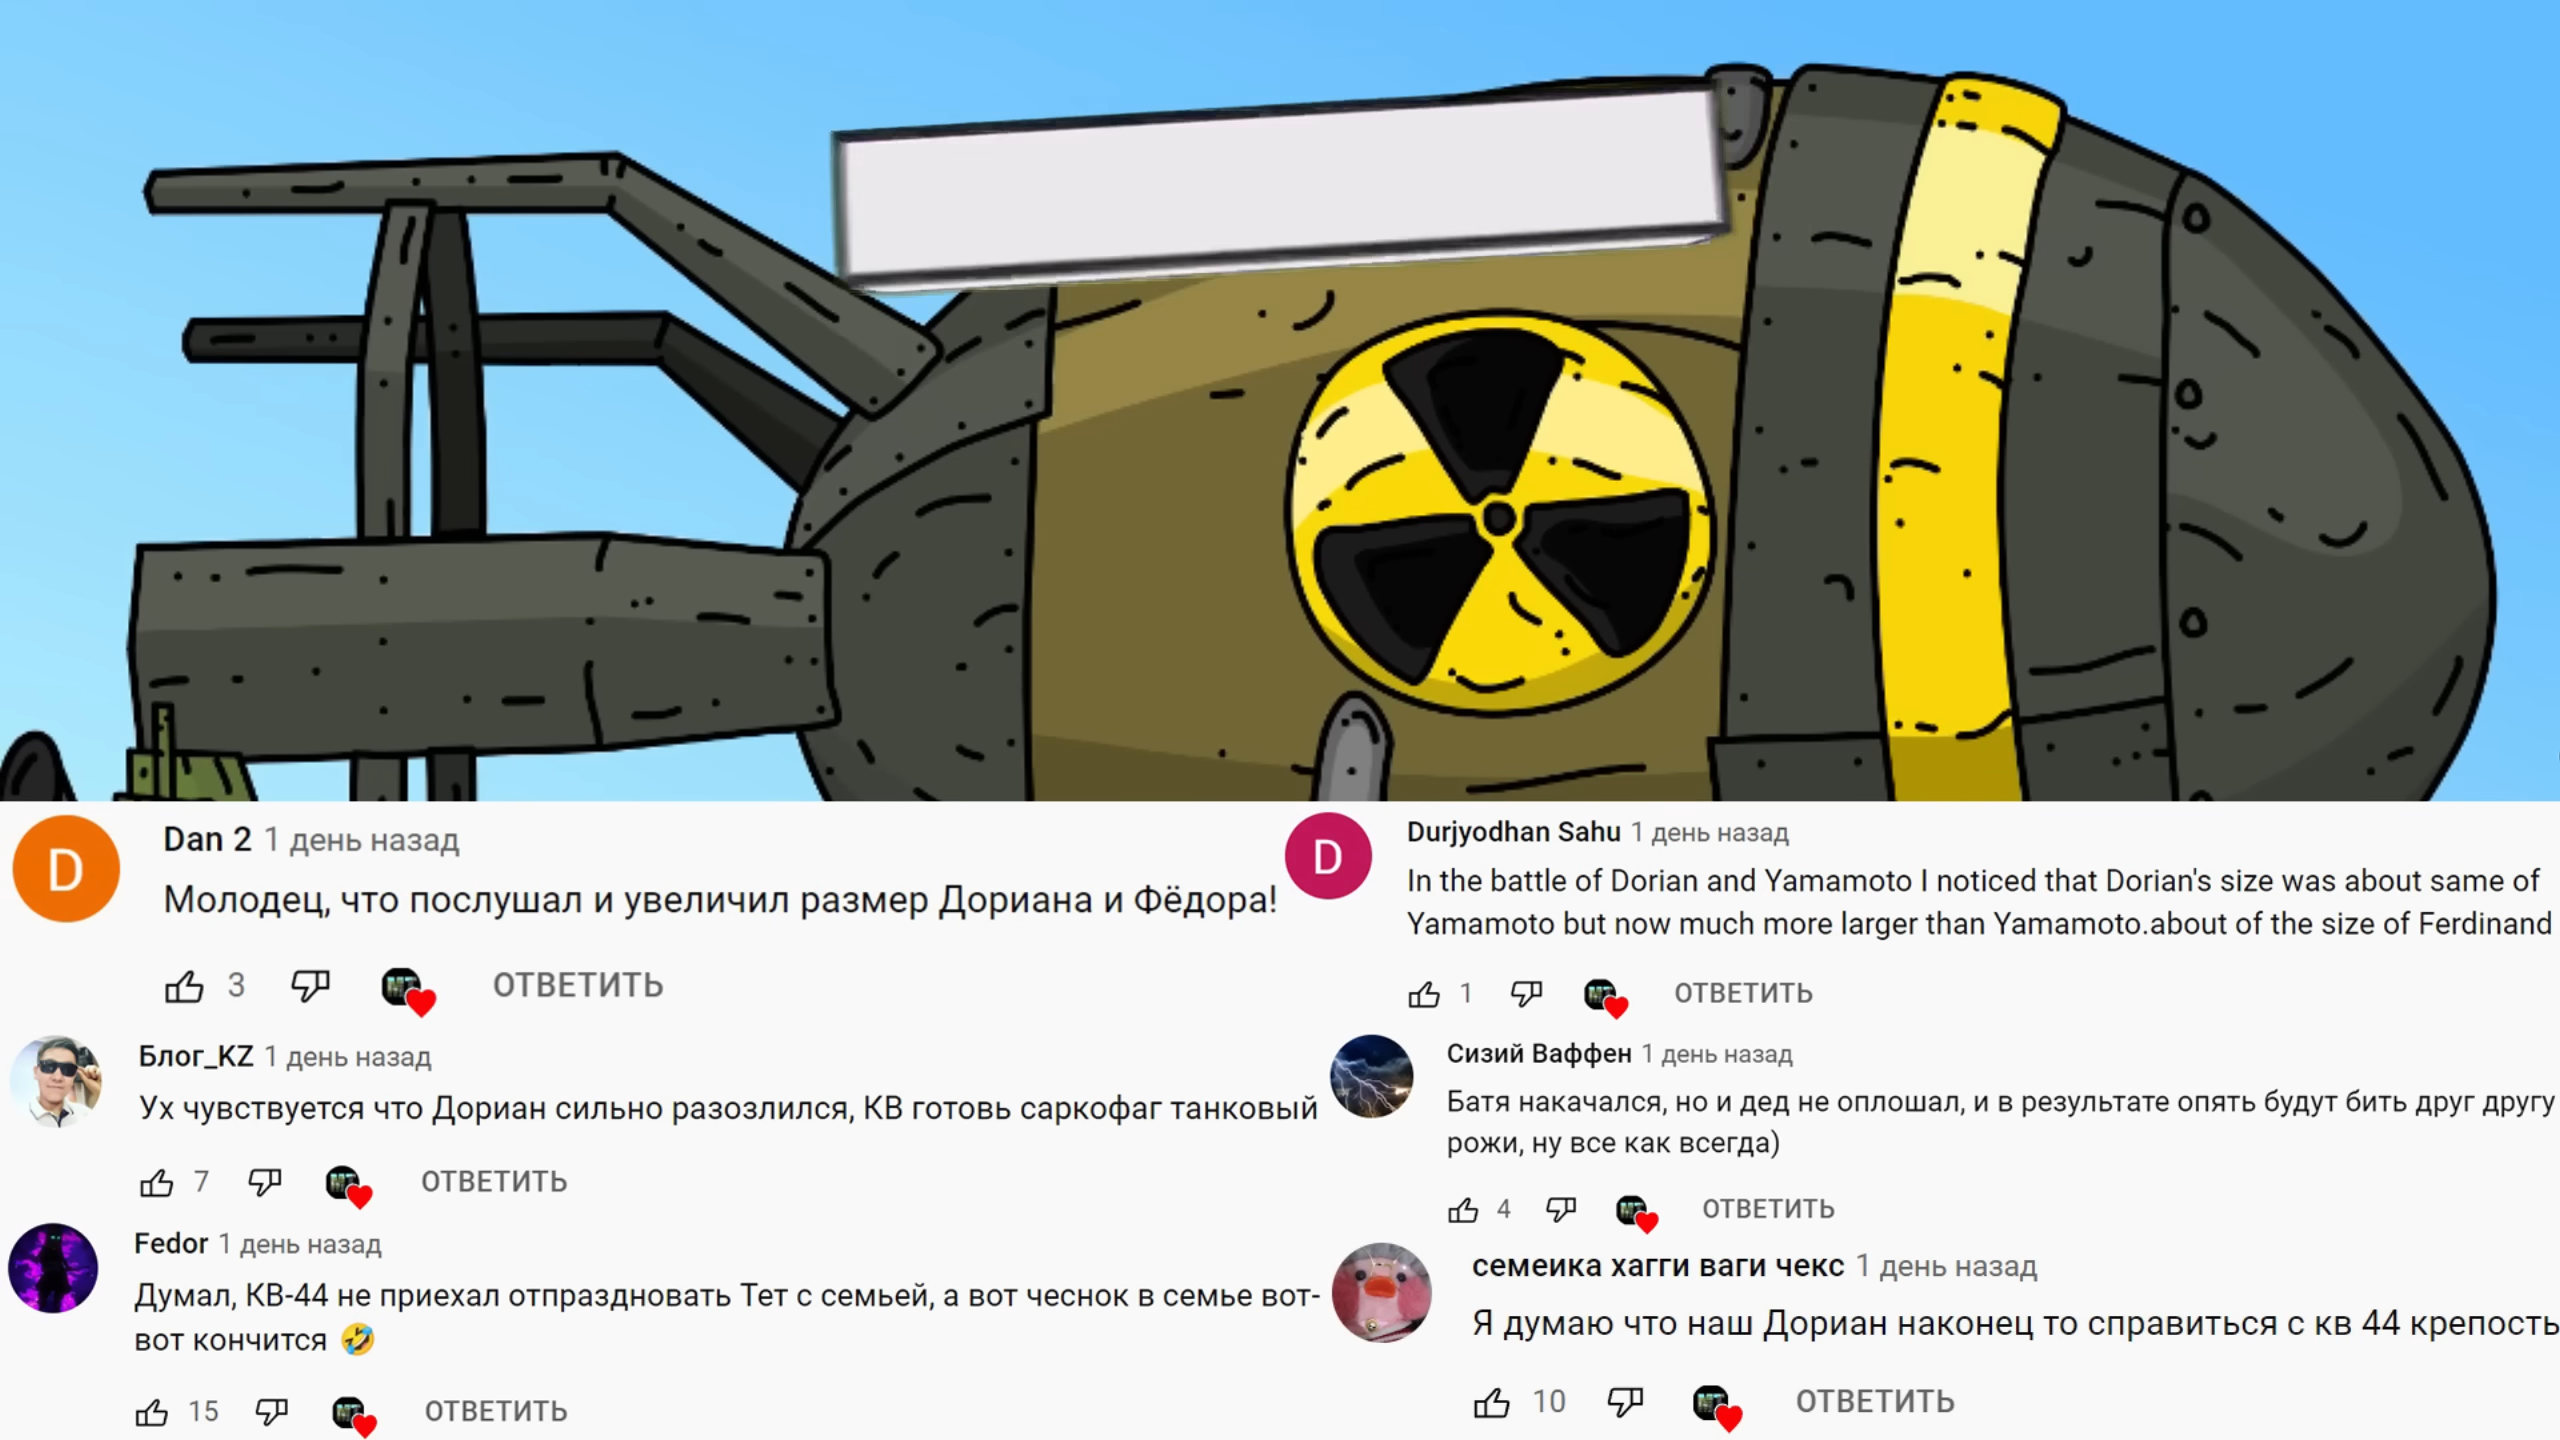 D
Dan 2 1 день назад
Молодец, что послушал и увеличил размер Дориана и Фёдора!
3 ОТВЕТИТЬ
Блог_KZ 1 день назад
Ух чувствуется что Дориан сильно разозлился, КВ готовь саркофаг танковый
7 ОТВЕТИТЬ
Fedor 1 день назад
Думал, КВ-44 не приехал отпраздновать Тет с семьей, а вот чеснок в семье вот-
вот кончится 🤣
15 ОТВЕТИТЬ
D
Durjyodhan Sahu 1 день назад
In the battle of Dorian and Yamamoto I noticed that Dorian's size was about same of
Yamamoto but now much more larger than Yamamoto.about of the size of Ferdinand
1 ОТВЕТИТЬ
Сизий Ваффен 1 день назад
Батя накачался, но и дед не оплошал, и в результате опять будут бить друг другу
рожи, ну все как всегда)
4 ОТВЕТИТЬ
семеика хагги ваги чекс 1 день назад
Я думаю что наш Дориан наконец то справиться с кв 44 крепость
10 ОТВЕТИТЬ